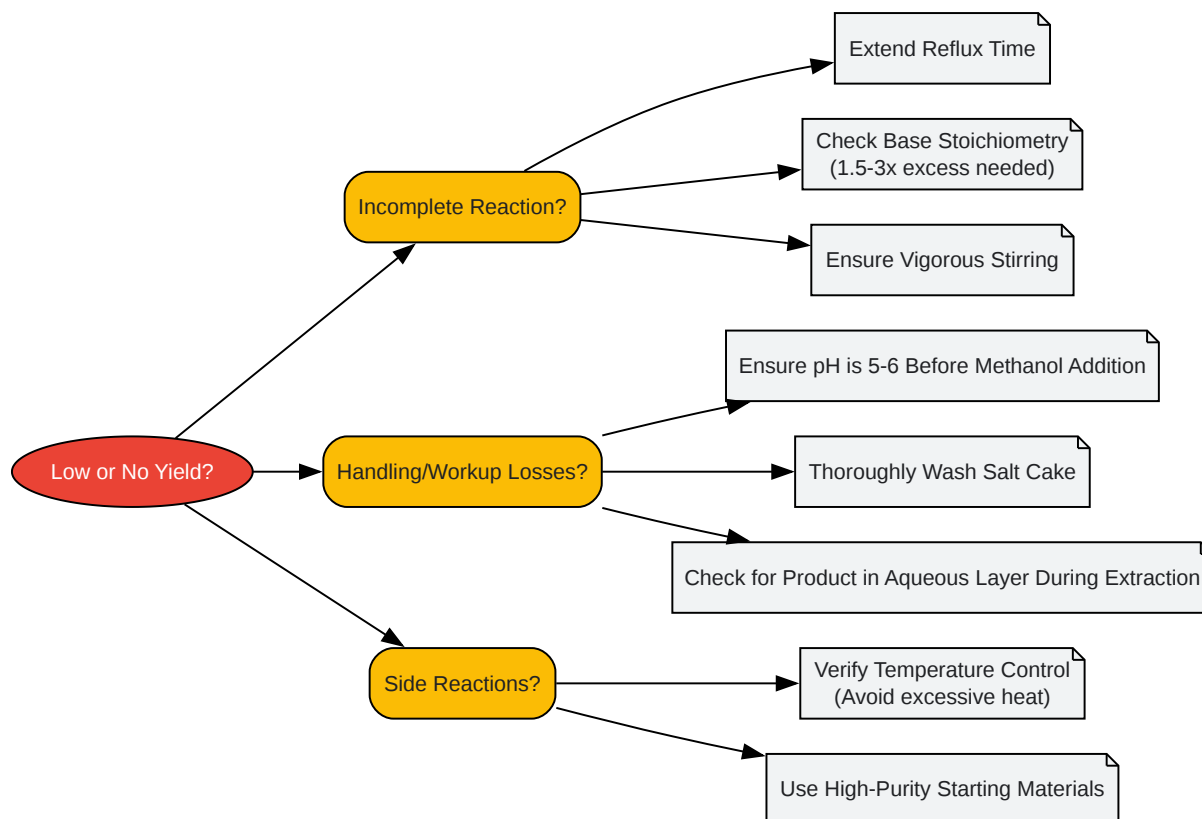 Extend Reflux Time
Check Base Stoichiometry
(1.5-3x excess needed)
Incomplete Reaction?
Ensure Vigorous Stirring
Ensure pH is 5-6 Before Methanol Addition
Low or No Yield?
Handling/Workup Losses?
Thoroughly Wash Salt Cake
Check for Product in Aqueous Layer During Extraction
Side Reactions?
Verify Temperature Control
(Avoid excessive heat)
Use High-Purity Starting Materials